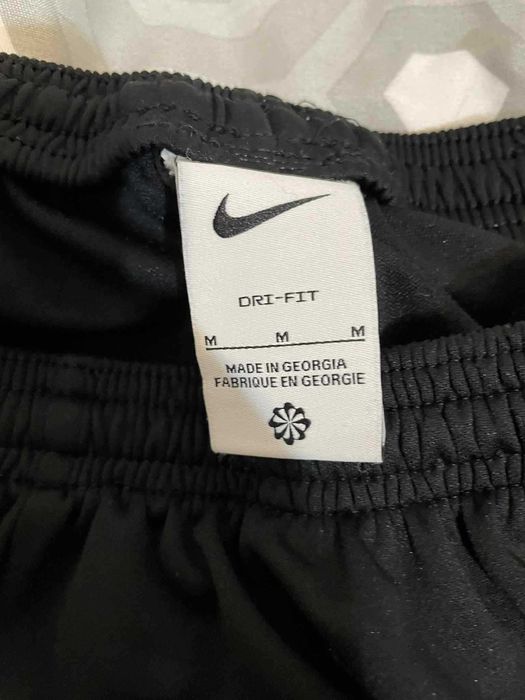 DRI-FIT
M M M
MADE IN GEORGIA
FABRIQUE EN GEORGIE